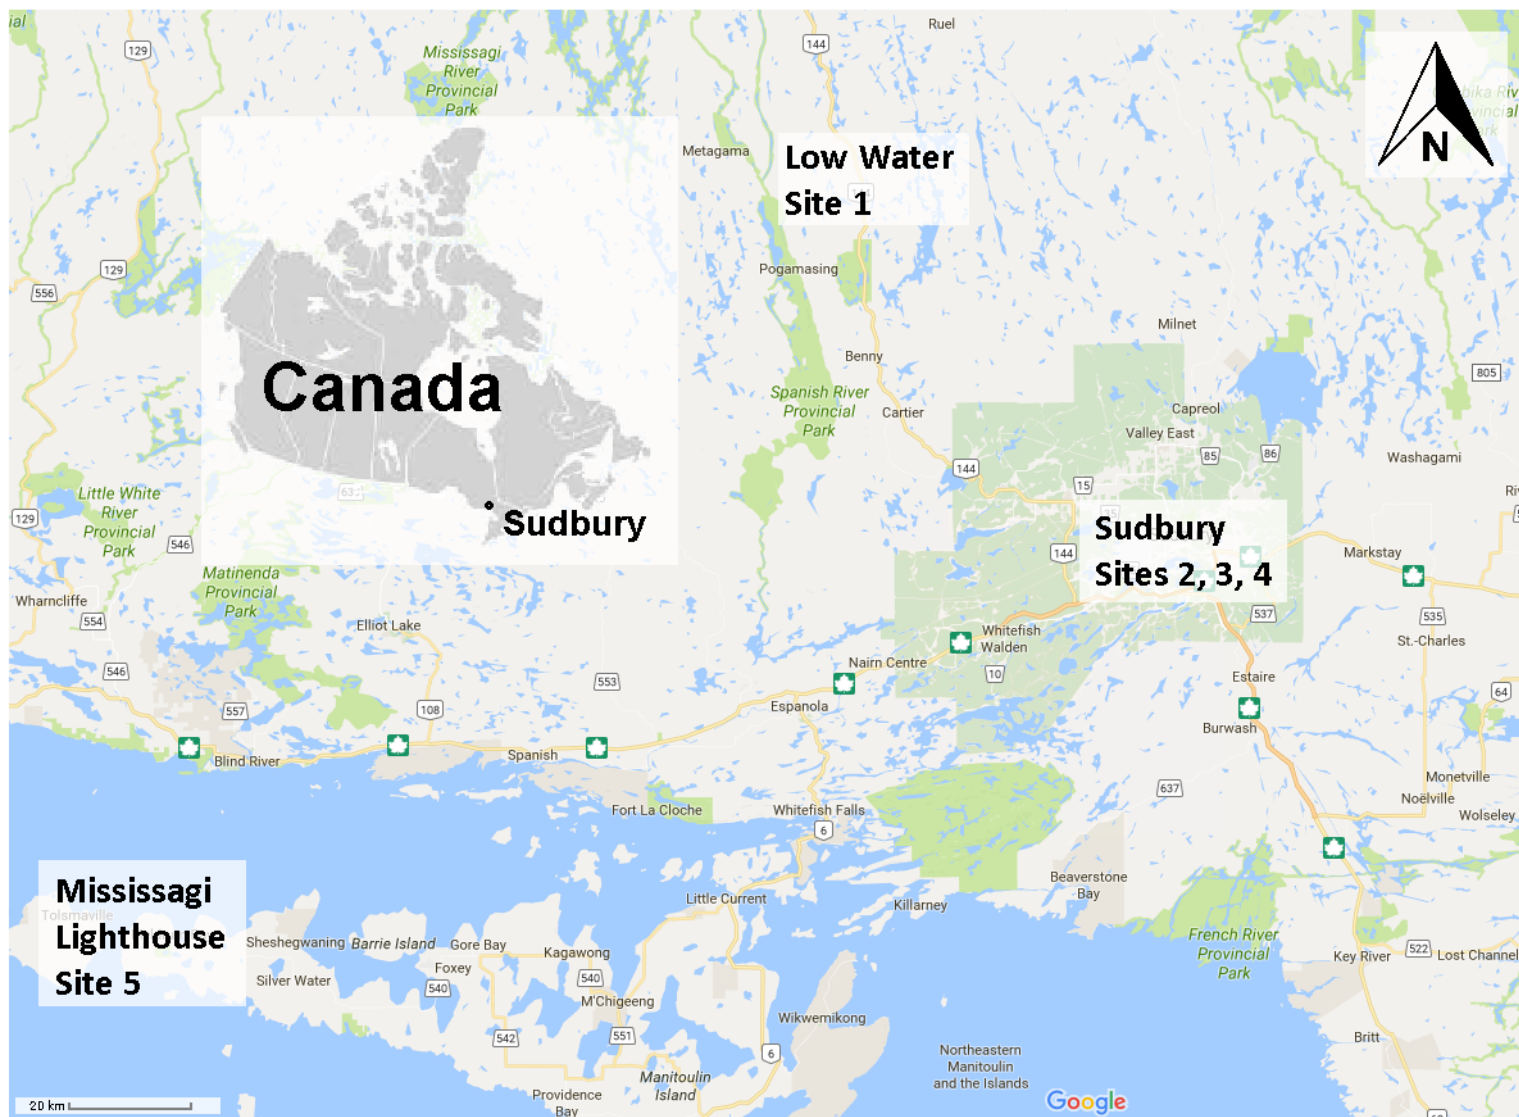 ial
129
Mississagi
River
Provincial
Park
144
Ruel
N
Metagama
Low Water
Site 1
129
556
Pogamasing
Milnet
Benny
805
Canada
Spanish River
Provincial
Park
Cartier
Capreol
Valley East
85
86
Washagami
144
15
Little White
River
Provincial
Park
129
546
Sudbury
Sudbury
Sites 2, 3, 4
144
Markstay
Matinenda
Provincial
Park
Wharncliffe
554
Elliot Lake
537
535
St.-Charles
Whitefish
Walden
Nairn Centre
10
546
553
Estaire
64
557
108
Espanola
Burwash
Blind River
Spanish
637
Monetville
Noëlville
Wolseley
Fort La Cloche
Whitefish Falls
6
Mississagi
Lighthouse
Site 5
Tolsmaville
Beaverstone
Bay
Little Current
Killarney
Sheshegwaning
Barrie Island
Gore Bay
Kagawong
French River
Provincial
Park
522
Key River
Lost Channel
Silver Water
Foxey
540
540
M'Chigeeng
Wikwemikong
542
551
6
Britt
Northeastern
Manitoulin
and the Islands
Manitoulin
Island
Providence
Bay
20 km
Google